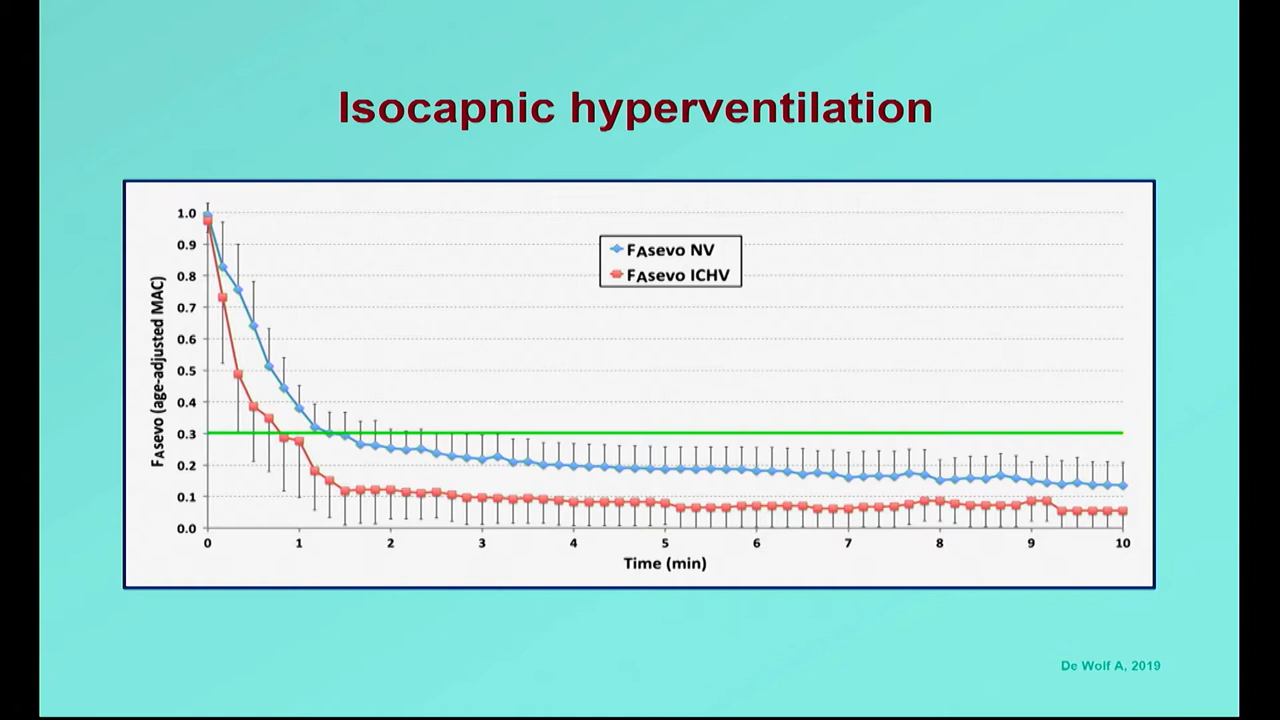 Isocapnic hyperventilation
FAsevo (age-adjusted MAC)
1.0
0.9
0.8
0.7
0.6
0.5
0.4
0.3
0.2
0.1
0.0
FAsevo NV
FAsevo ICHV
0 1 2 3 4 5 6 7 8 9 10
Time (min)
De Wolf A, 2019